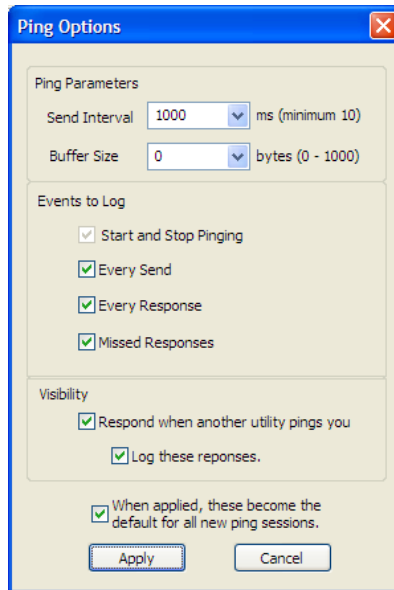 Ping Options
Ping Parameters
Send Interval 1000 ms (minimum 10)
Buffer Size 0 bytes (0 - 1000)
Events to Log
Start and Stop Pinging
Every Send
Every Response
Missed Responses
Visibility
Respond when another utility pings you
Log these reponses.
When applied, these become the
default for all new ping sessions.
Apply Cancel